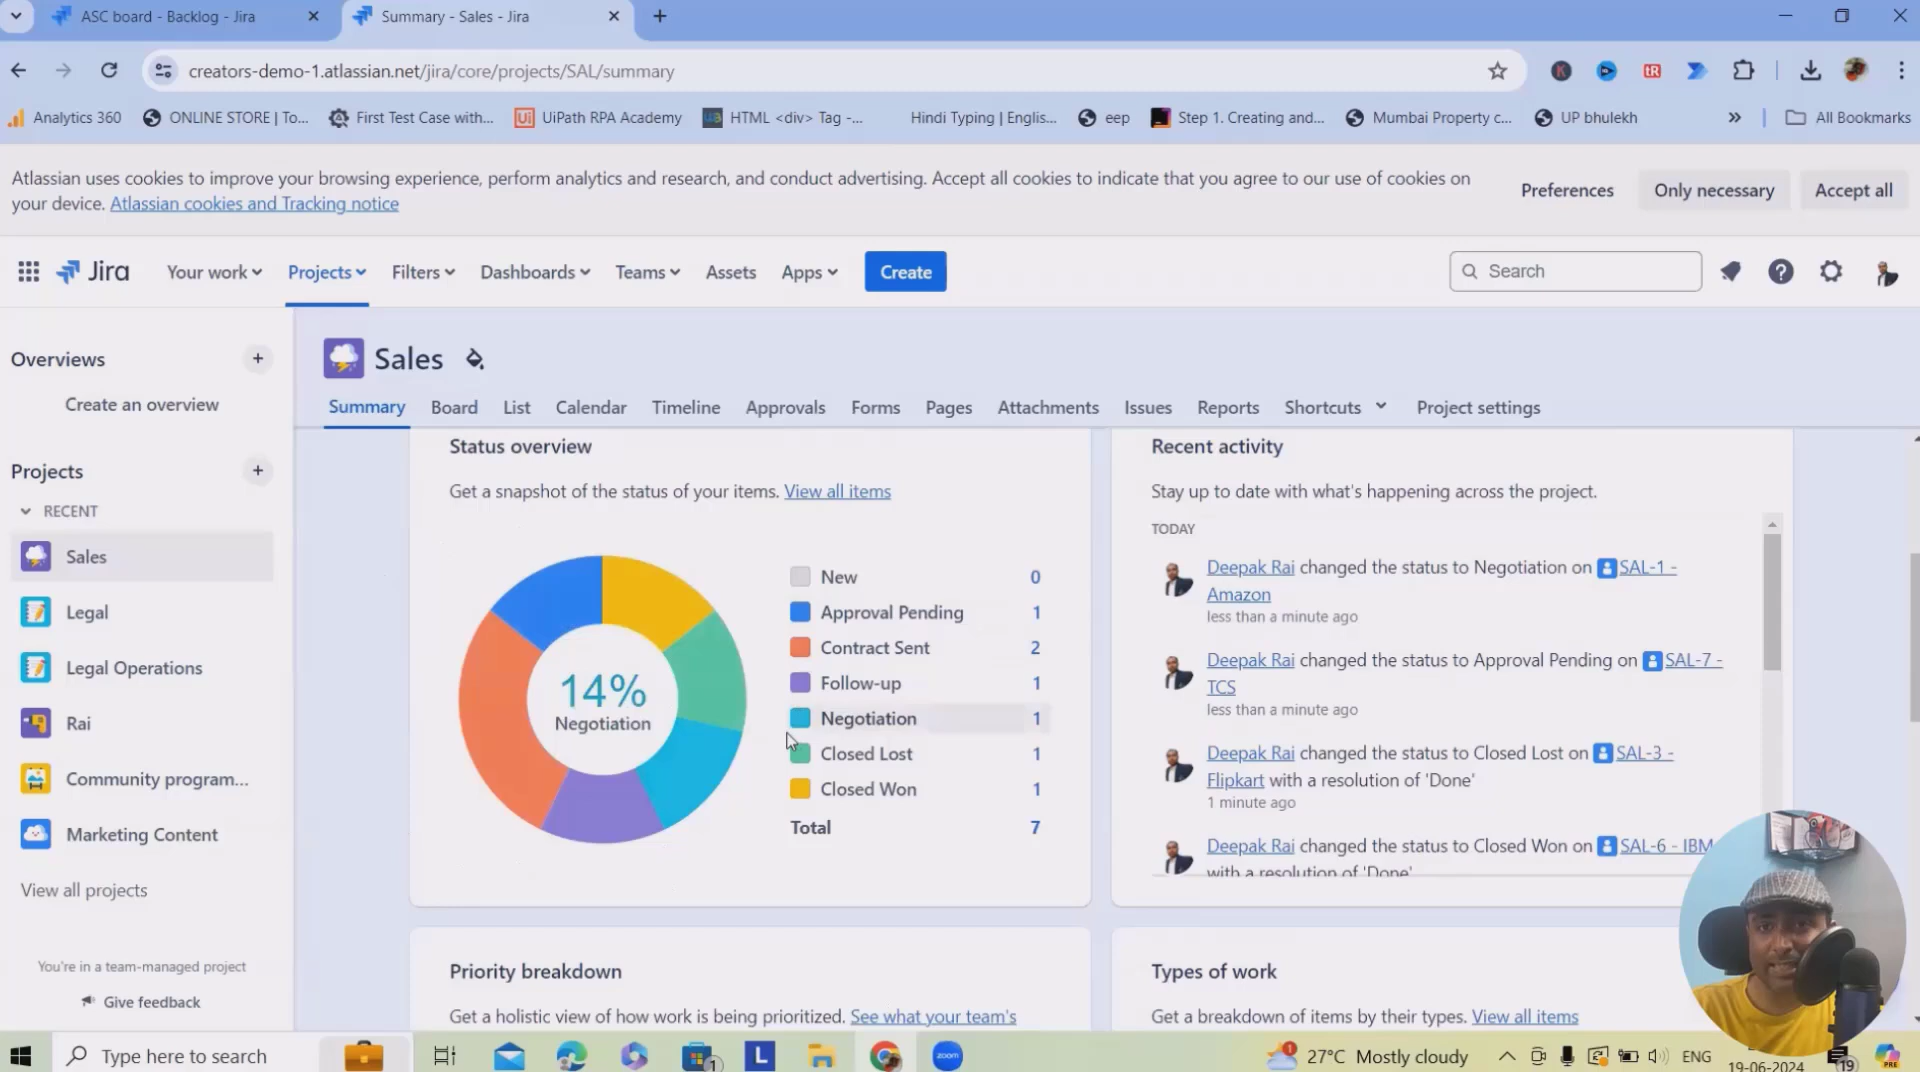 ASC board - Backlog - Jira
Summary - Sales - Jira
creators-demo-1.atlassian.net/jira/core/projects/SAL/summary
Analytics 360
ONLINE STORE | To...
First Test Case with...
UiPath RPA Academy
HTML <div> Tag -...
Hindi Typing | Englis...
eep
Step 1. Creating and...
Mumbai Property c...
UP bhulekh
All Bookmarks
Atlassian uses cookies to improve your browsing experience, perform analytics and research, and conduct advertising. Accept all cookies to indicate that you agree to our use of cookies on
your device. Atlassian cookies and Tracking notice
Preferences
Only necessary
Accept all
Jira
Your work
Projects
Filters
Dashboards
Teams
Assets
Apps
Create
Search
Overviews
Create an overview
Projects
RECENT
Sales
Legal
Legal Operations
Rai
Community program...
Marketing Content
View all projects
You're in a team-managed project
Give feedback
Sales
Summary
Board
List
Calendar
Timeline
Approvals
Forms
Pages
Attachments
Issues
Reports
Shortcuts
Project settings
Status overview
Get a snapshot of the status of your items. View all items
14%
Negotiation
New 0
Approval Pending 1
Contract Sent 2
Follow-up 1
Negotiation 1
Closed Lost 1
Closed Won 1
Total 7
Recent activity
Stay up to date with what's happening across the project.
TODAY
Deepak Rai changed the status to Negotiation on SAL-1 -
Amazon
less than a minute ago
Deepak Rai changed the status to Approval Pending on SAL-7 -
TCS
less than a minute ago
Deepak Rai changed the status to Closed Lost on SAL-3 -
Flipkart with a resolution of 'Done'
1 minute ago
Deepak Rai changed the status to Closed Won on SAL-6 - IBM
with a resolution of 'Done'
Priority breakdown
Get a holistic view of how work is being prioritized. See what your team's
Types of work
Get a breakdown of items by their types. View all items
Type here to search
L
zoom
27°C Mostly cloudy
ENG
19-06-2024
19